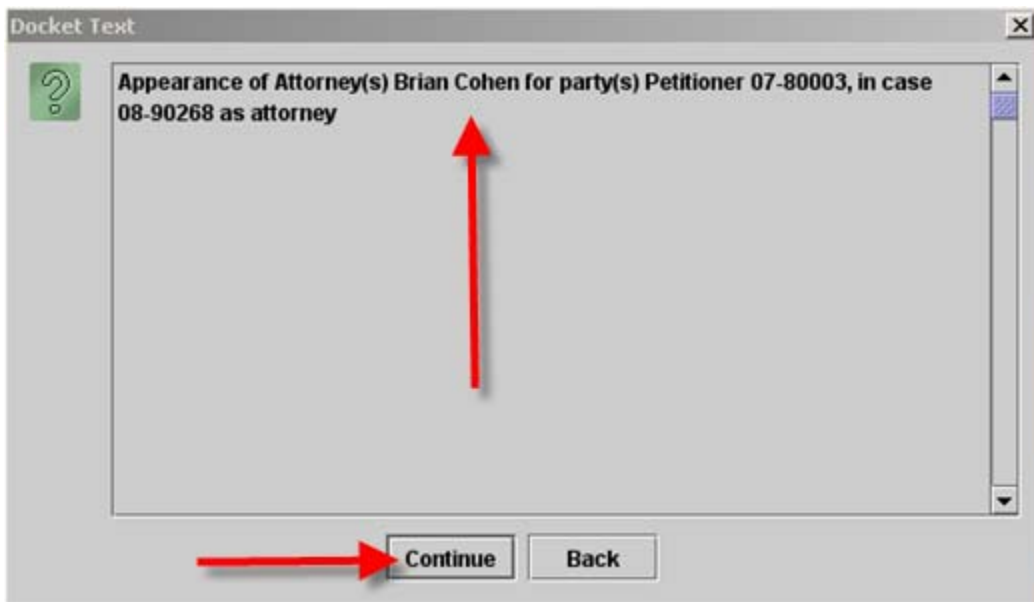 Docket Text
Appearance of Attorney(s) Brian Cohen for party(s) Petitioner 07-80003, in case
08-90268 as attorney
Continue Back